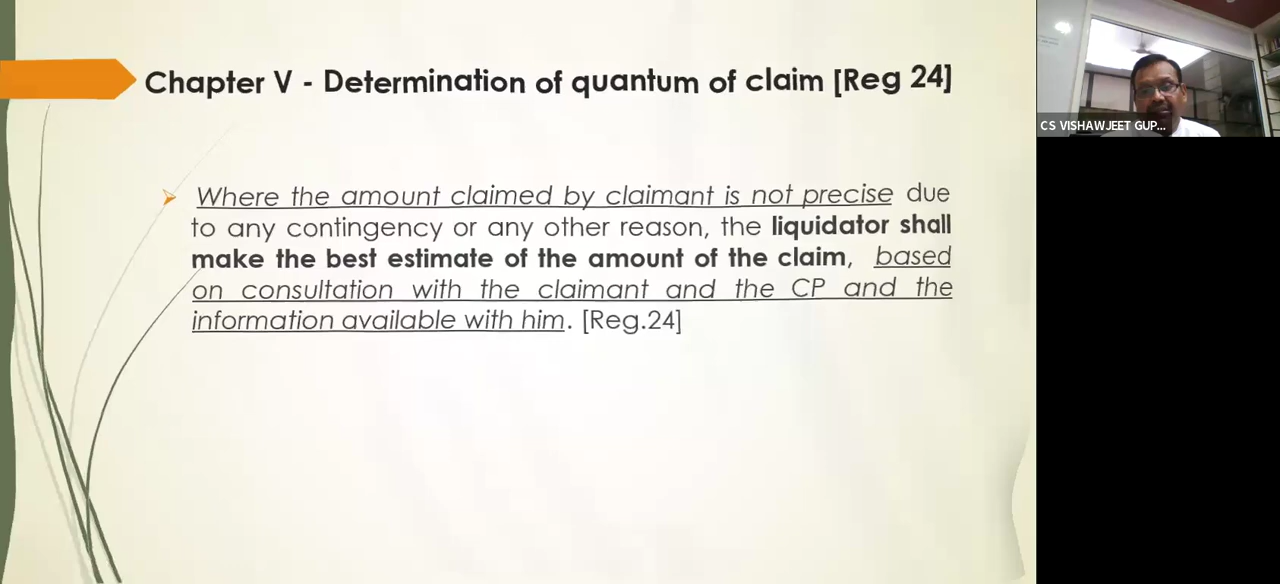 Chapter V - Determination of quantum of claim [Reg 24]
Where the amount claimed by claimant is not precise due
to any contingency or any other reason, the liquidator shall
make the best estimate of the amount of the claim, based
on consultation with the claimant and the CP and the
information available with him. [Reg.24]
CS VISHAWJEET GUP...